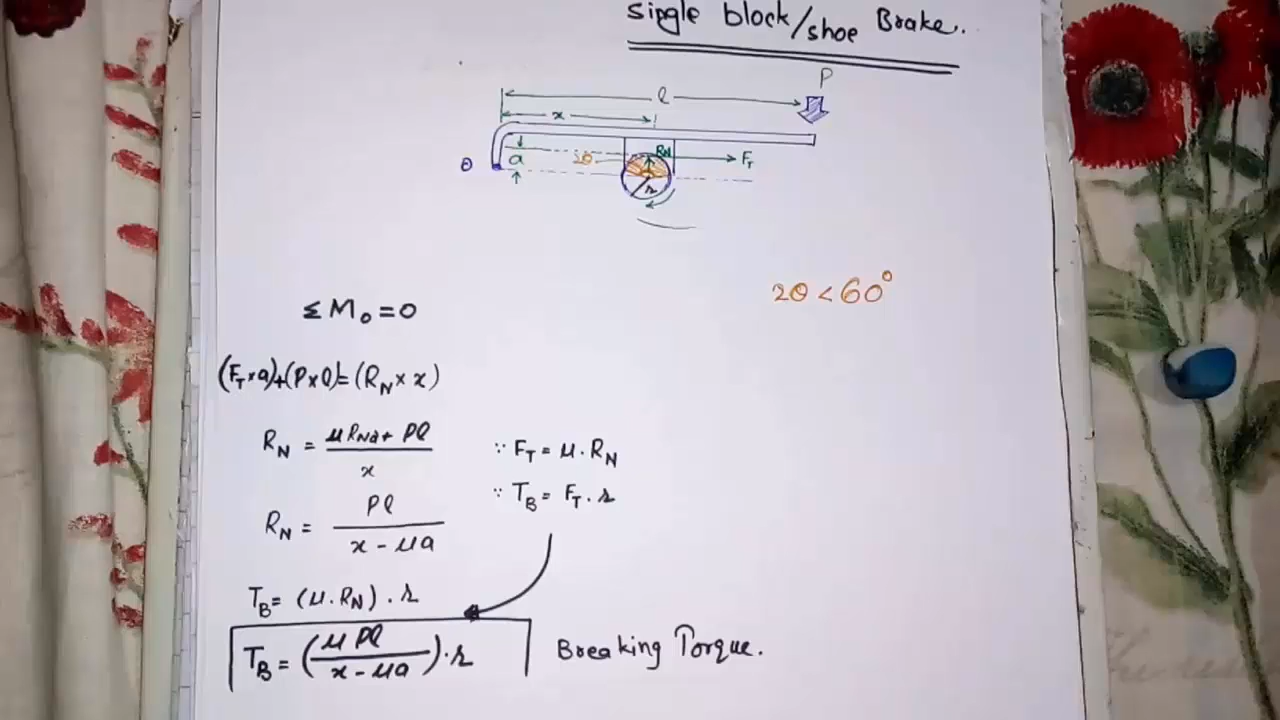 sipgle block/shoe Brake.
P
l
x
RN
a
2θ
FT
O
r
2θ < 60°
ΣMo = 0
(FT×a)+(P×l)=(RN×x)
RN = μRNa + Pl / x
∵ FT = μ.RN
∵ TB = FT.r
RN = Pl / x - μa
TB = (μ.RN).r
TB = (μPl / x - μa).r
Breaking Torque.